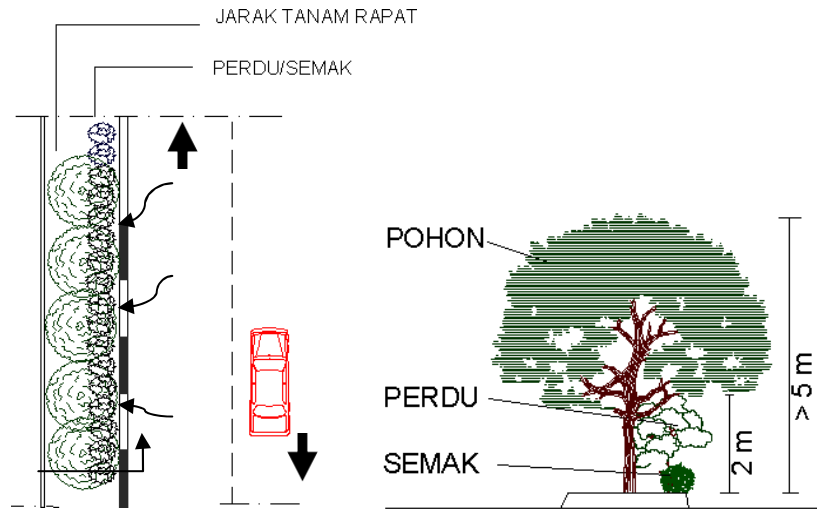 JARAK TANAM RAPAT
PERDU/SEMAK
POHON
PERDU
SEMAK
2 m
> 5 m